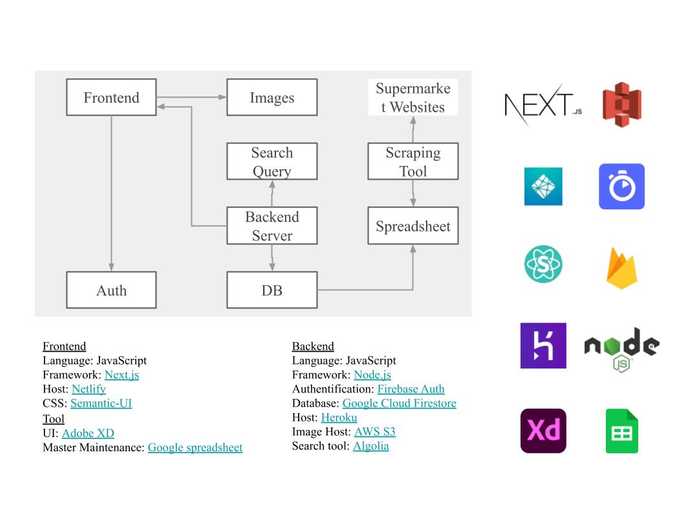 Frontend
Images
Supermarke
t Websites
Search
Query
Scraping
Tool
Backend
Server
Spreadsheet
Auth
DB
NEXT.JS
S
node
JS
Xd
Frontend
Language: JavaScript
Framework: Next.js
Host: Netlify
CSS: Semantic-UI
Tool
UI: Adobe XD
Master Maintenance: Google spreadsheet
Backend
Language: JavaScript
Framework: Node.js
Authentification: Firebase Auth
Database: Google Cloud Firestore
Host: Heroku
Image Host: AWS S3
Search tool: Algolia